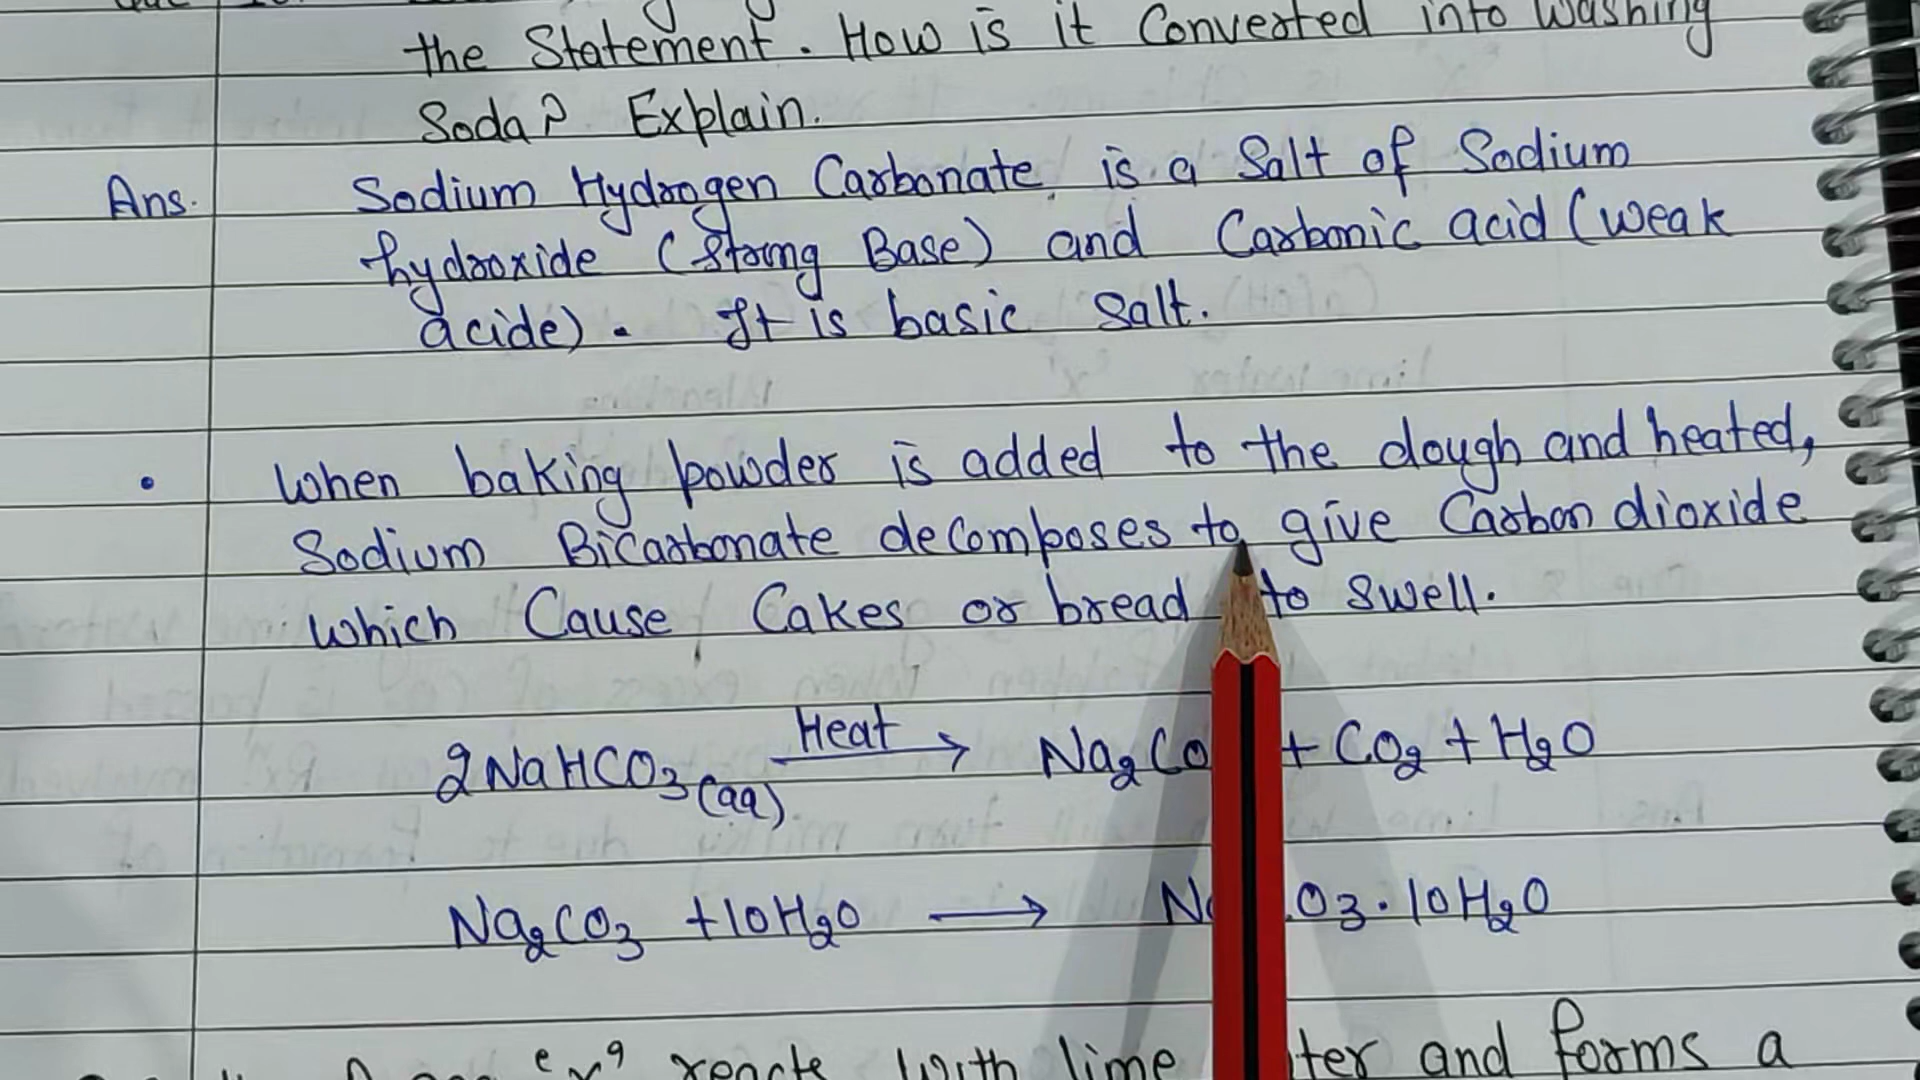 the Statement. How is it Converted into Washing
Soda? Explain.
Ans. Sodium Hydrogen Carbonate is a Salt of Sodium
hydroxide (Strong Base) and Carbonic acid (weak
acide). It is basic Salt.
• When baking powder is added to the dough and heated,
Sodium Bicarbonate decomposes to give Carbon dioxide
which Cause Cakes or bread to swell.
2NaHCO3(aq) Heat → Na2CO + CO2 + H2O
Na2CO3 + 10H2O → N O3.10H2O
reacts with lime ter and forms a